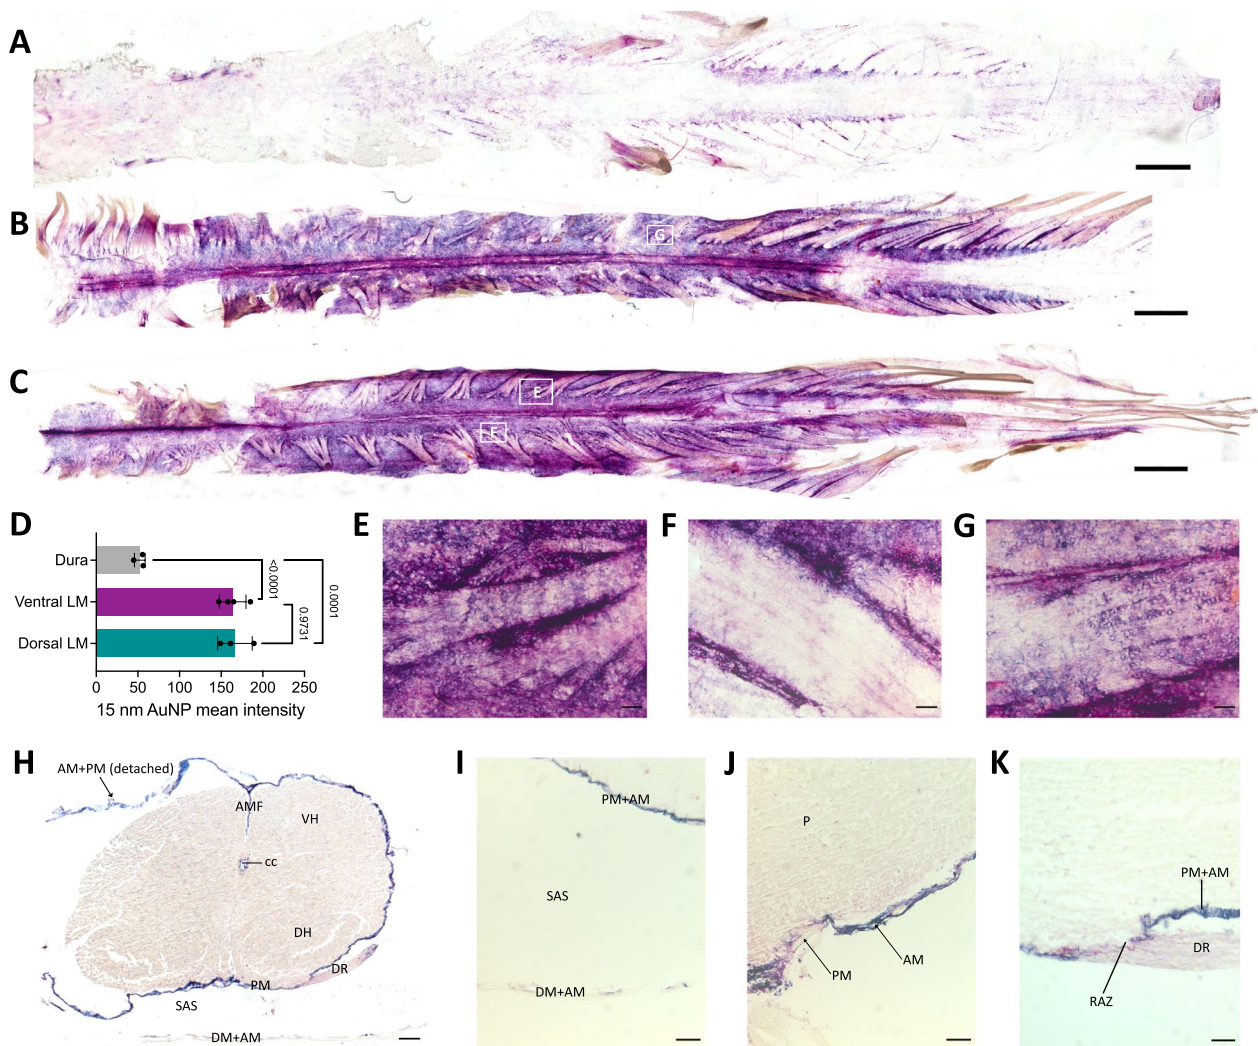 A
B
G
C
E
F
D
Dura
Ventral LM
Dorsal LM
<0.0001
0.9731
0.0001
0 50 100 150 200 250
15 nm AuNP mean intensity
E
F
G
H
AM+PM (detached)
AMF
VH
cc
DH
DR
PM
SAS
DM+AM
I
PM+AM
SAS
DM+AM
J
P
AM
PM
K
PM+AM
DR
RAZ